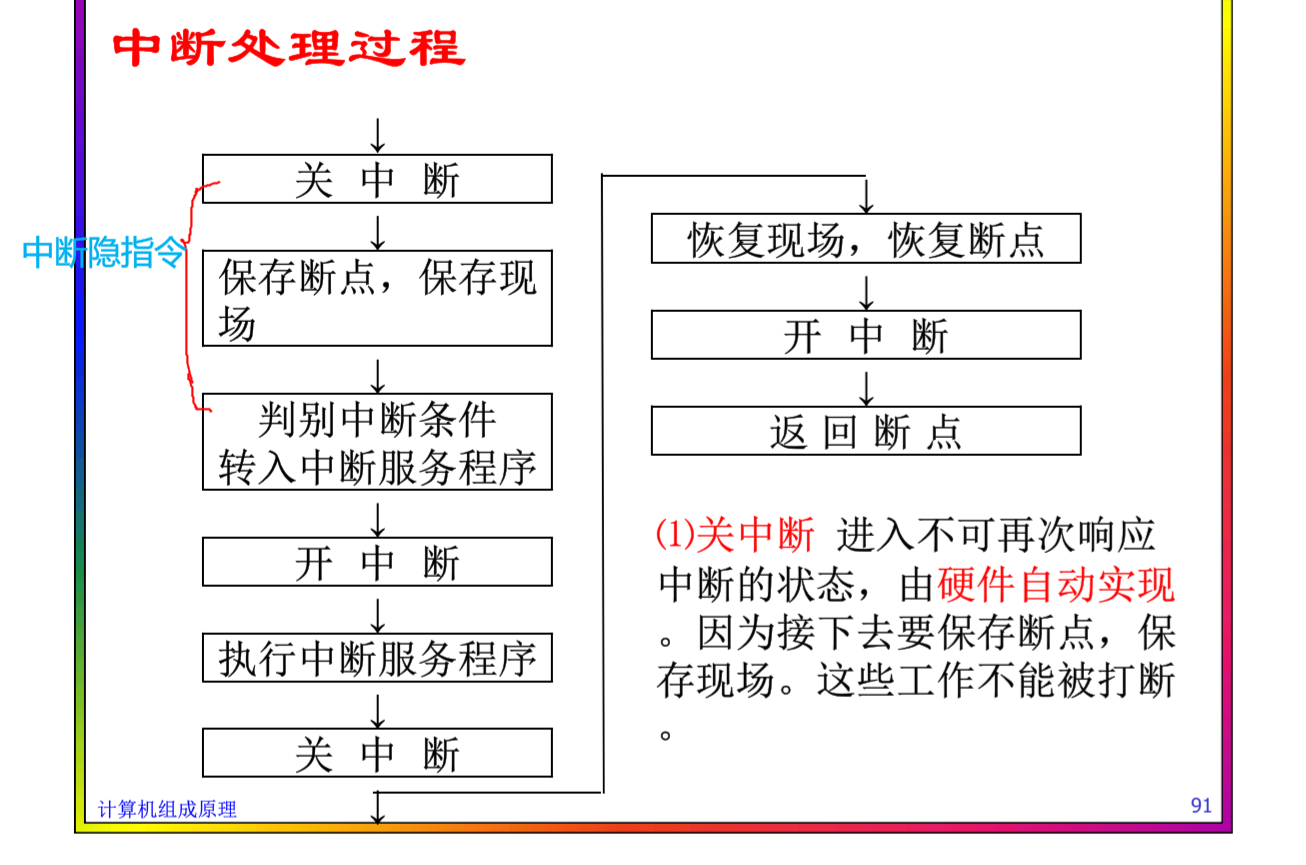 中断处理过程
关 中 断
中断隐指令
保存断点，保存现
场
判别中断条件
转入中断服务程序
开 中 断
执行中断服务程序
关 中 断
恢复现场，恢复断点
开 中 断
返 回 断 点
⑴关中断 进入不可再次响应
中断的状态，由硬件自动实现
。因为接下去要保存断点，保
存现场。这些工作不能被打断
。
计算机组成原理
91